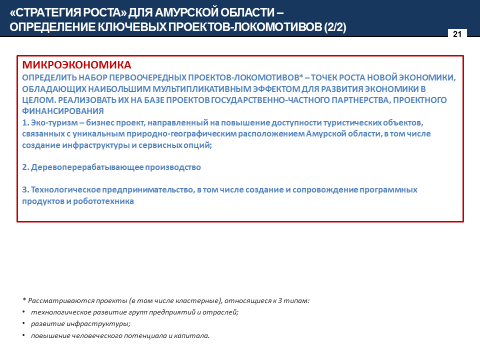 «СТРАТЕГИЯ РОСТА» ДЛЯ АМУРСКОЙ ОБЛАСТИ –
ОПРЕДЕЛЕНИЕ КЛЮЧЕВЫХ ПРОЕКТОВ-ЛОКОМОТИВОВ (2/2)
21
МИКРОЭКОНОМИКА
ОПРЕДЕЛИТЬ НАБОР ПЕРВООЧЕРЕДНЫХ ПРОЕКТОВ-ЛОКОМОТИВОВ* – ТОЧЕК РОСТА НОВОЙ ЭКОНОМИКИ,
ОБЛАДАЮЩИХ НАИБОЛЬШИМ МУЛЬТИПЛИКАТИВНЫМ ЭФФЕКТОМ ДЛЯ РАЗВИТИЯ ЭКОНОМИКИ В
ЦЕЛОМ. РЕАЛИЗОВАТЬ ИХ НА БАЗЕ ПРОЕКТОВ ГОСУДАРСТВЕННО-ЧАСТНОГО ПАРТНЕРСТВА, ПРОЕКТНОГО
ФИНАНСИРОВАНИЯ
1. Эко-туризм – бизнес проект, направленный на повышение доступности туристических объектов,
связанных с уникальным природно-географическим расположением Амурской области, в том числе
создание инфраструктуры и сервисных опций;
2. Деревоперерабатывающее производство
3. Технологическое предпринимательство, в том числе создание и сопровождение программных
продуктов и робототехника
* Рассматриваются проекты (в том числе кластерные), относящиеся к 3 типам:
• технологическое развитие групп предприятий и отраслей;
• развитие инфраструктуры;
• повышение человеческого потенциала и капитала.